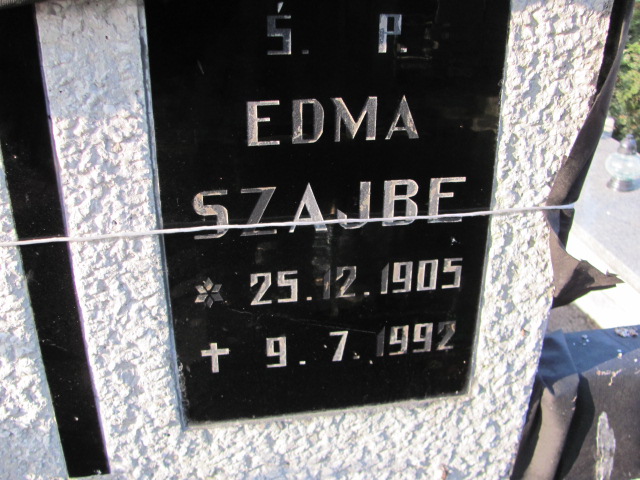 Ś. P.
EDMA
SZAJBE
* 25.12.1905
† 9.7.1992